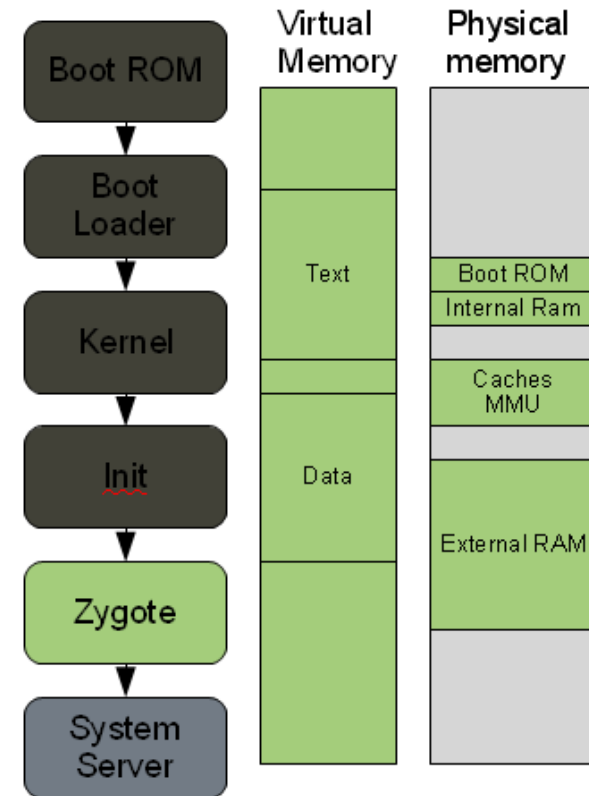 Boot ROM
Boot
Loader
Kernel
Init
Zygote
System
Server
Virtual
Memory
Text
Data
Physical
memory
Boot ROM
Internal Ram
Caches
MMU
External RAM